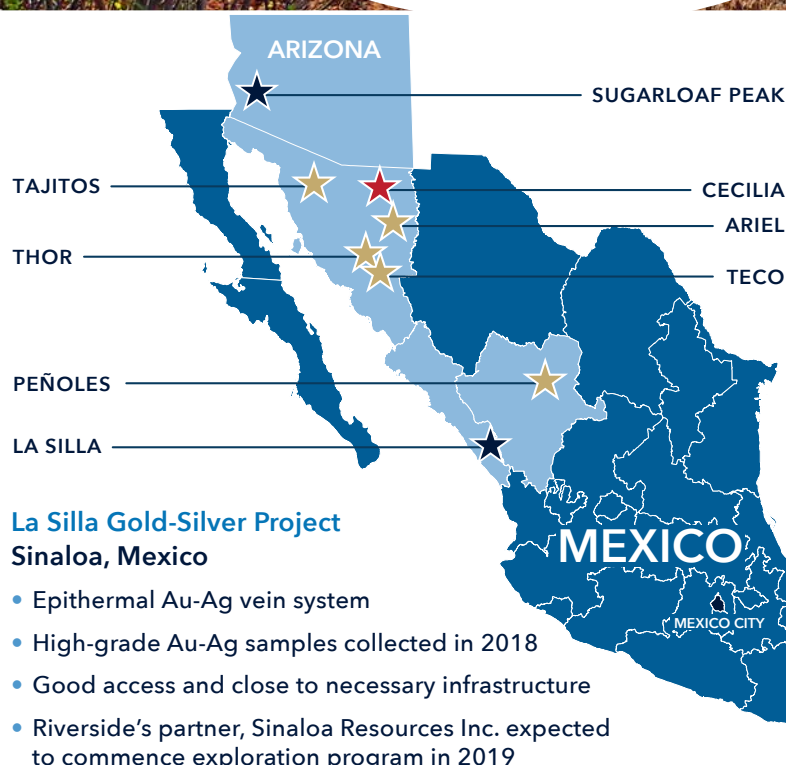 ARIZONA
SUGARLOAF PEAK
TAJITOS
CECILIA
ARIEL
THOR
TECO
PEÑOLES
LA SILLA
La Silla Gold-Silver Project
Sinaloa, Mexico
MEXICO
MEXICO CITY
• Epithermal Au-Ag vein system
• High-grade Au-Ag samples collected in 2018
• Good access and close to necessary infrastructure
• Riverside's partner, Sinaloa Resources Inc. expected
to commence exploration program in 2019